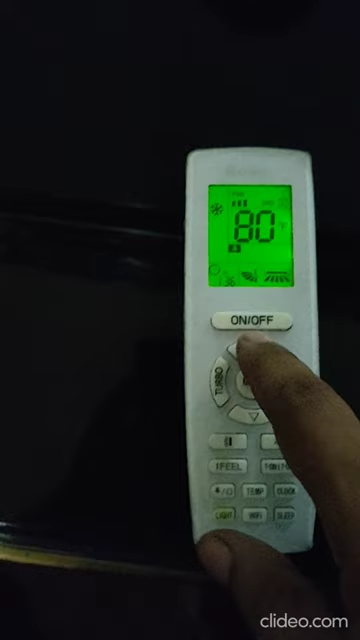 80 °F
ON/OFF
TURBO
I FEEL
TEMP CLOCK
LIGHT WiFi SLEEP
clideo.com